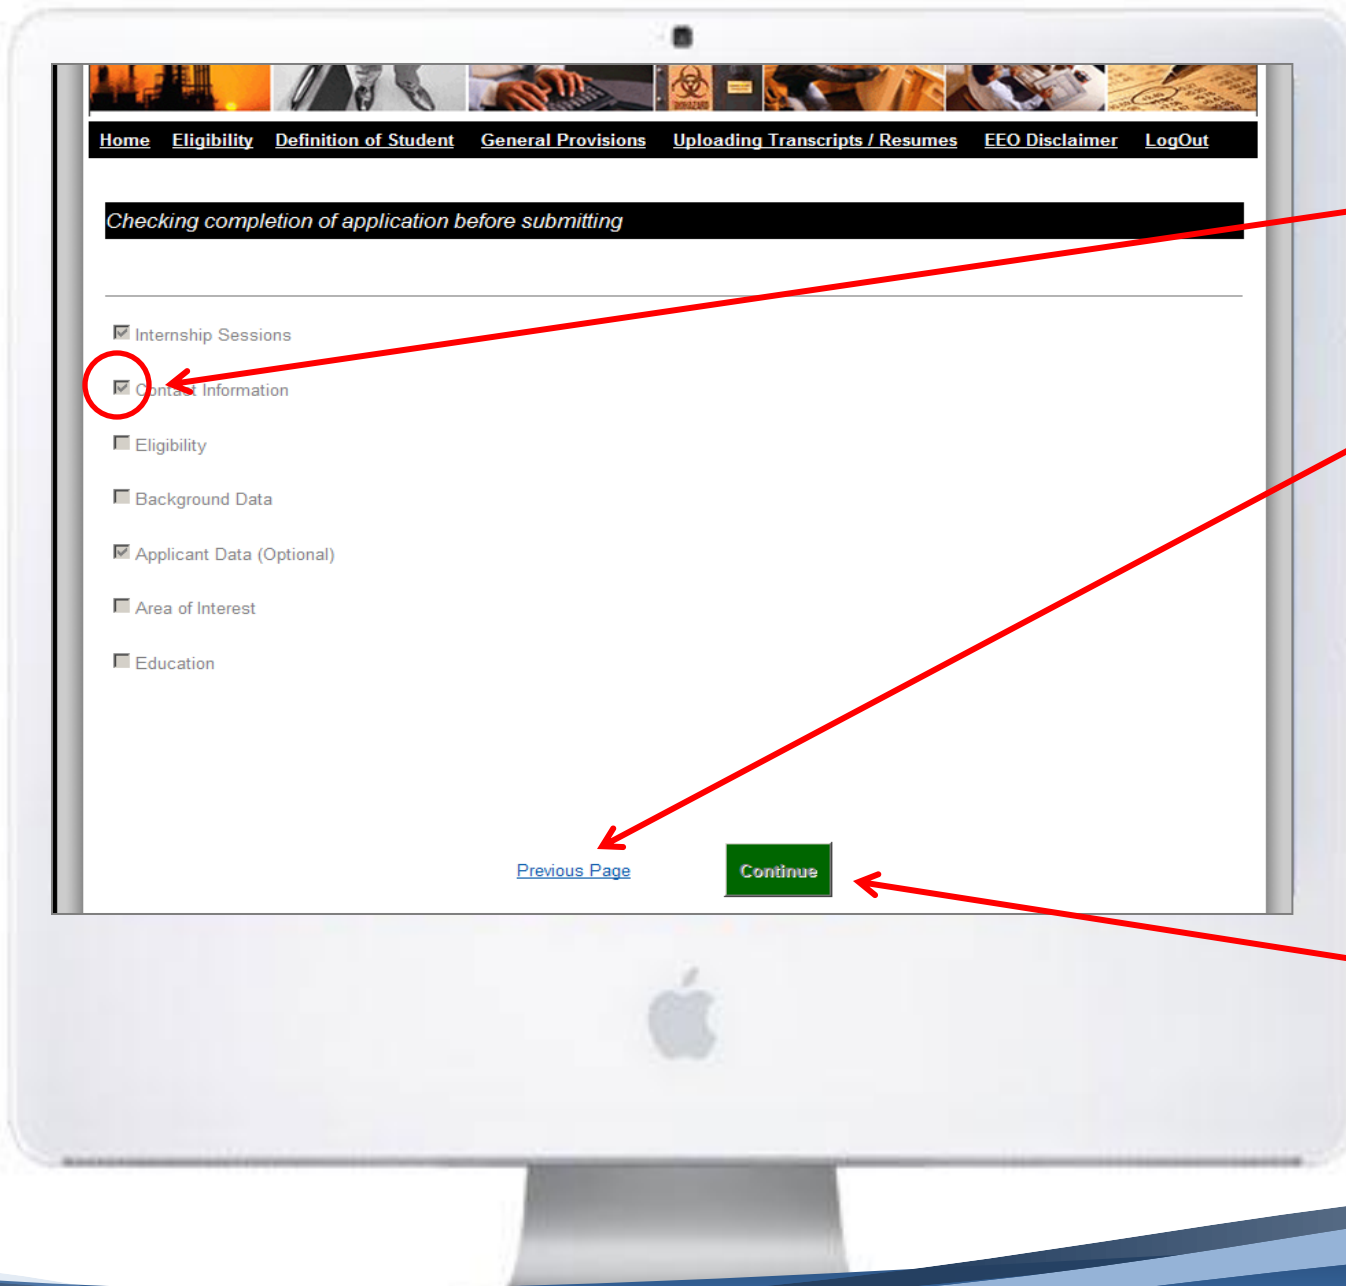 BIOHAZARD
Home Eligibility Definition of Student General Provisions Uploading Transcripts / Resumes EEO Disclaimer LogOut
Checking completion of application before submitting
Internship Sessions
Contact Information
Eligibility
Background Data
Applicant Data (Optional)
Area of Interest
Education
Previous Page Continue